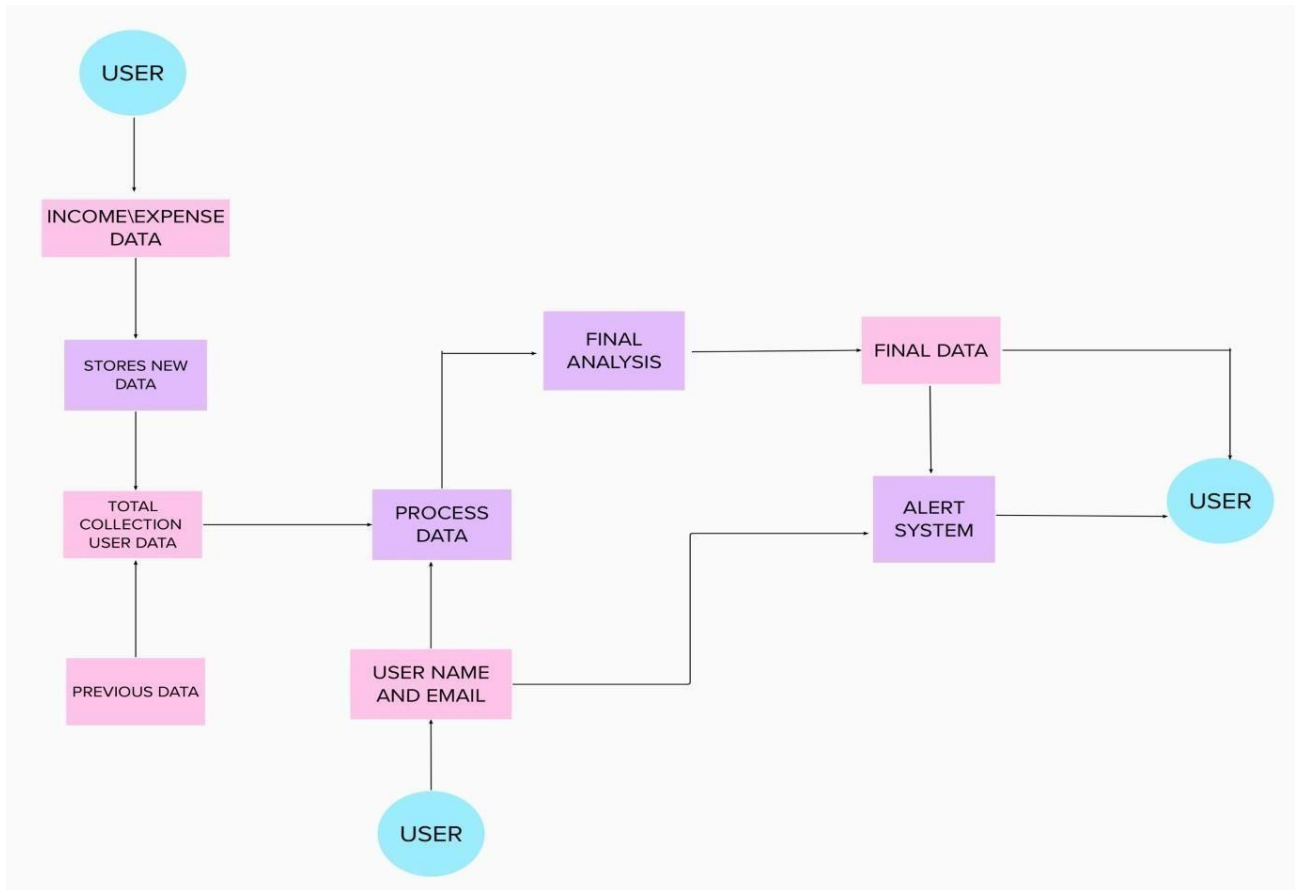 USER
INCOME\EXPENSE
DATA
STORES NEW
DATA
TOTAL
COLLECTION
USER DATA
PREVIOUS DATA
PROCESS
DATA
USER NAME
AND EMAIL
USER
FINAL
ANALYSIS
FINAL DATA
ALERT
SYSTEM
USER